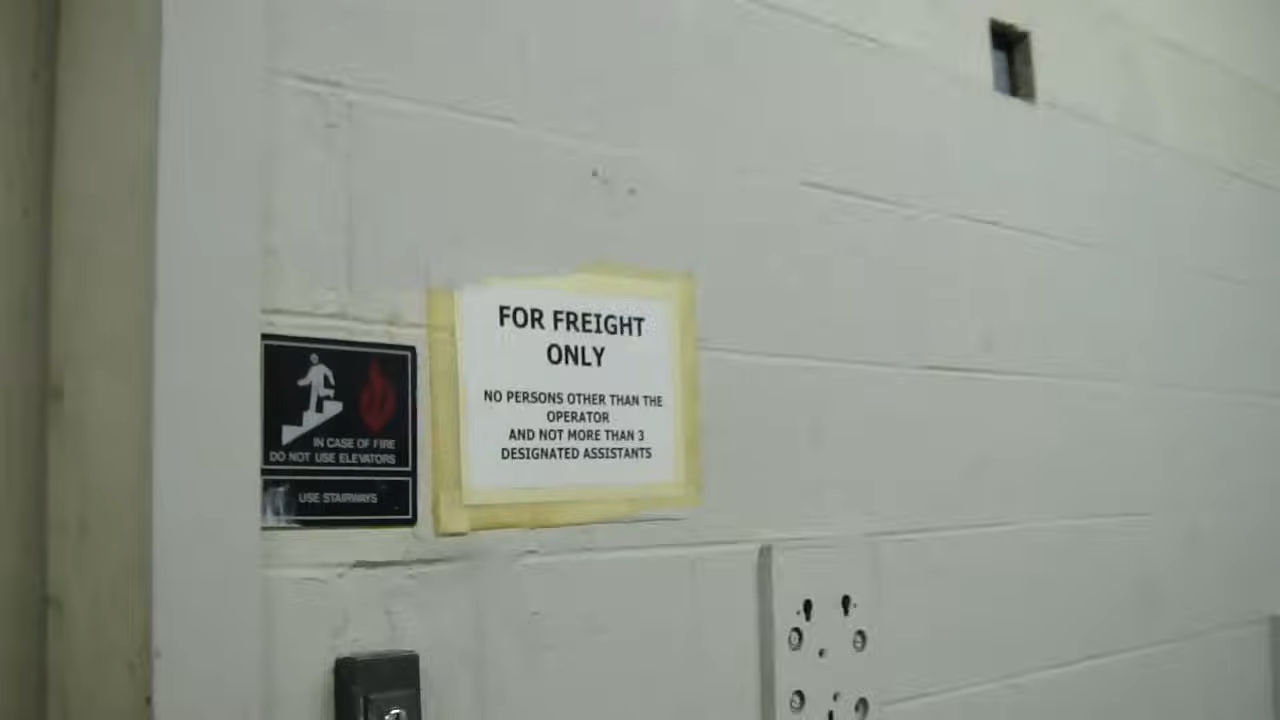 IN CASE OF FIRE
DO NOT USE ELEVATORS
USE STAIRWAYS
FOR FREIGHT
ONLY
NO PERSONS OTHER THAN THE
OPERATOR
AND NOT MORE THAN 3
DESIGNATED ASSISTANTS